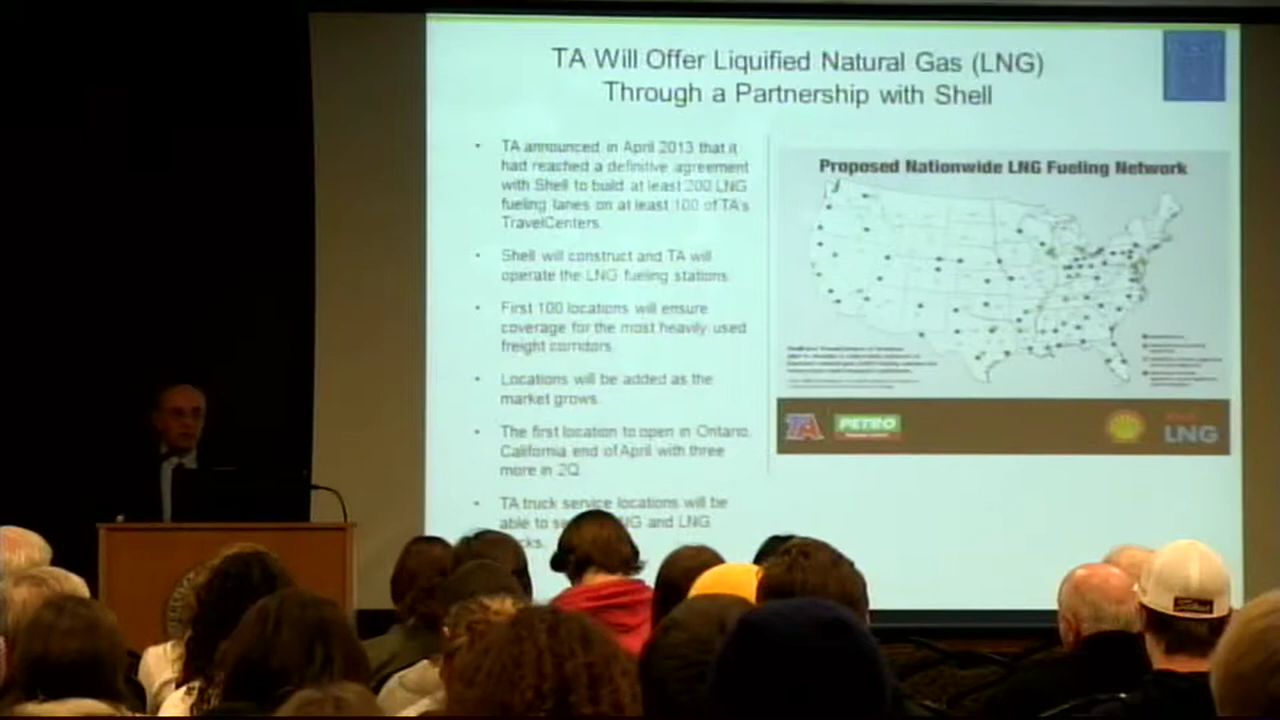 TA Will Offer Liquified Natural Gas (LNG)
Through a Partnership with Shell
TA announced in April 2013 that it
had reached a definitive agreement
with Shell to build at least 200 LNG
fueling lanes on at least 100 of TA's
TravelCenters.
Shell will construct and TA will
operate the LNG fueling stations.
First 100 locations will ensure
coverage for the most heavily used
freight corridors.
Locations will be added as the
market grows.
The first location to open in Ontario,
California end of April with three
more in 2Q.
TA truck service locations will be
able to and LNG
Proposed Nationwide LNG Fueling Network
TA
PETRO
LNG
Titleist